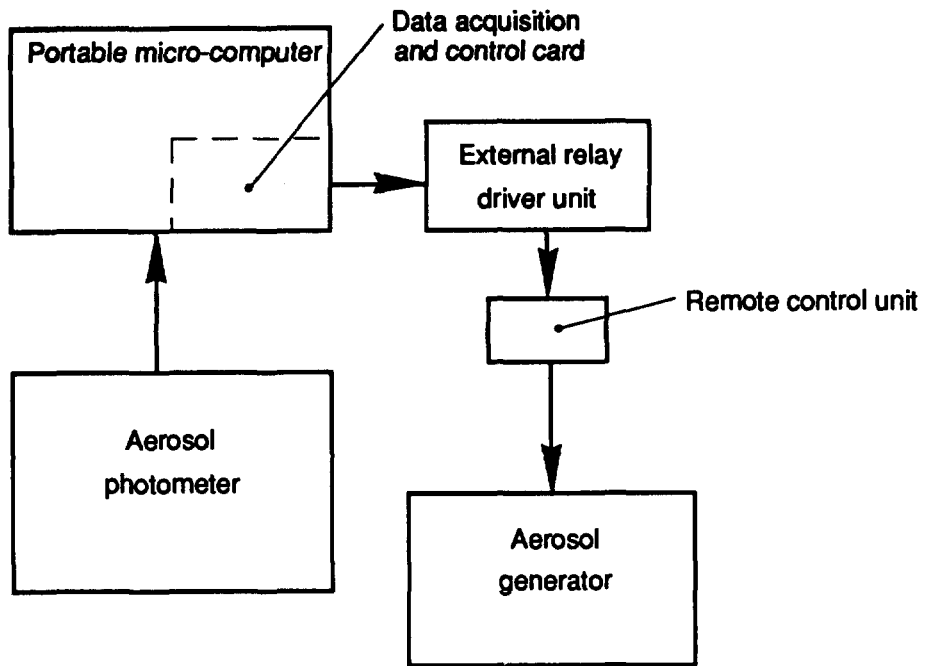 Portable micro-computer
Data acquisition
and control card
External relay
driver unit
Remote control unit
Aerosol
photometer
Aerosol
generator